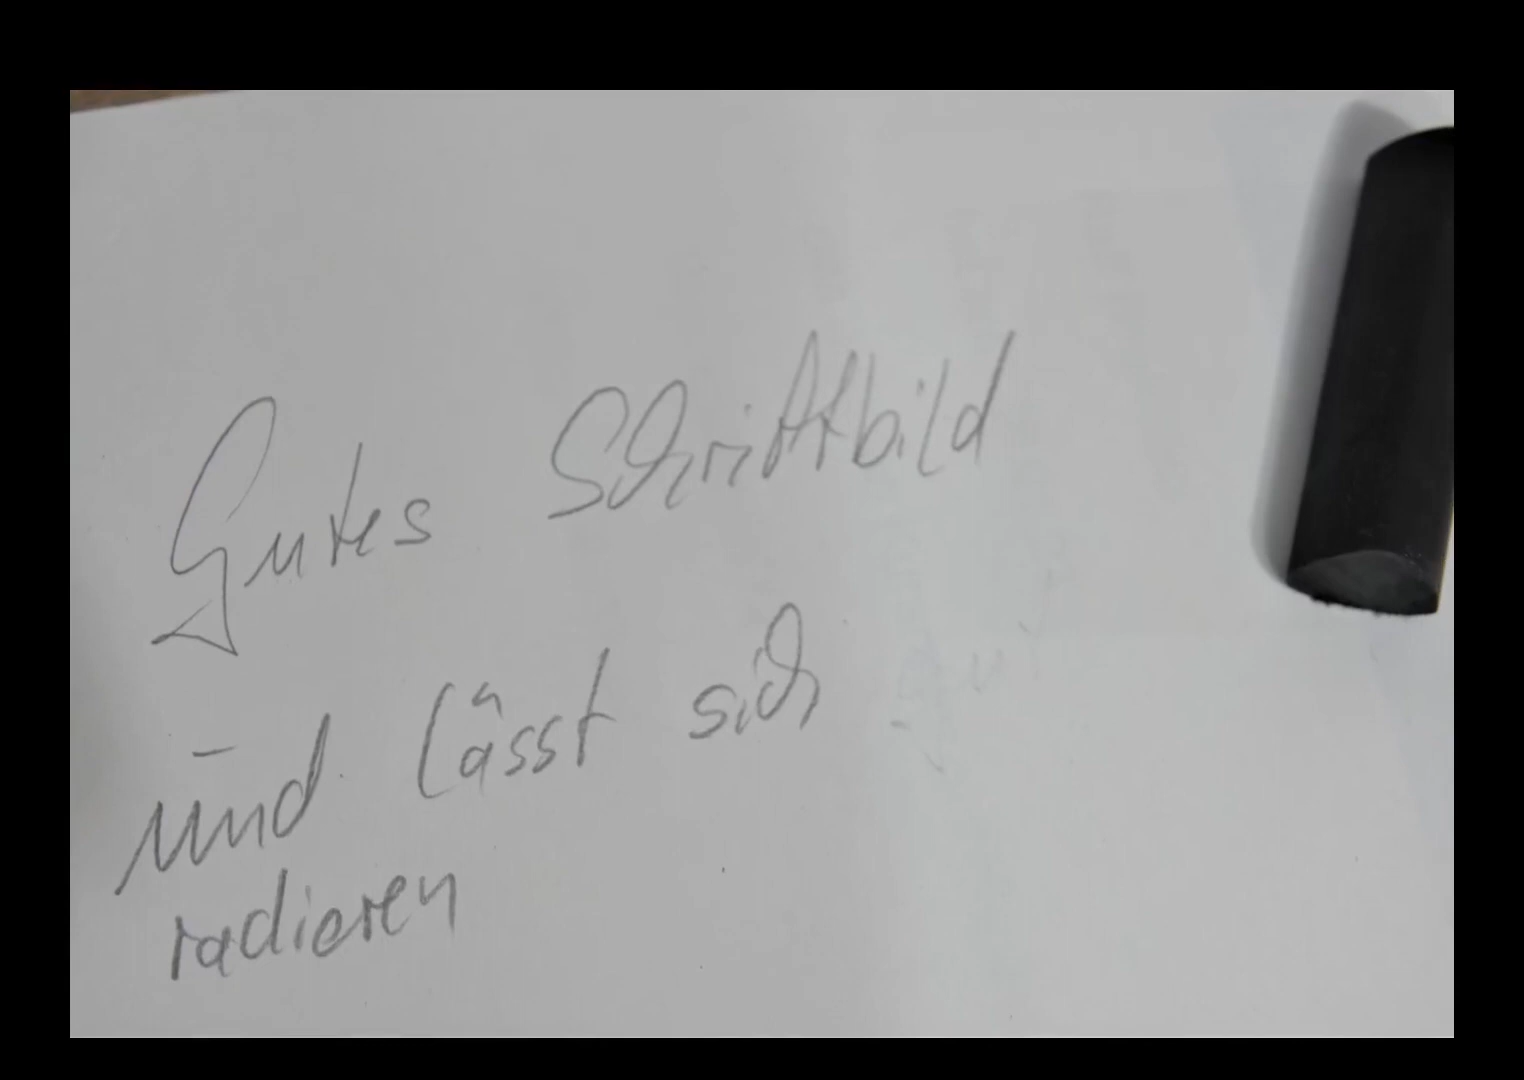 Gutes Schriftbild
und lässt sich
radieren